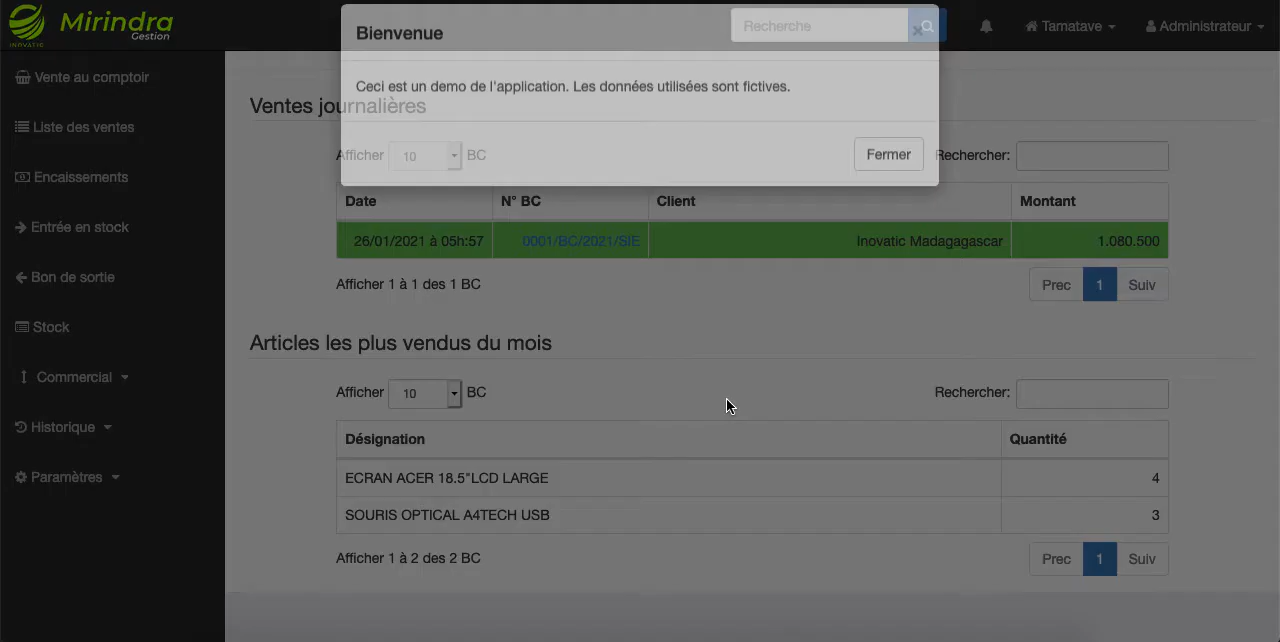 Mirindra
Gestion
INOVATIC
Bienvenue
Recherche
Tamatave
Administrateur
Vente au comptoir
Liste des ventes
Encaissements
Entrée en stock
Bon de sortie
Stock
Commercial
Historique
Paramètres
Ceci est un demo de l'application. Les données utilisées sont fictives.
Fermer
Ventes journalières
Afficher 10 BC
Rechercher:
Date N° BC Client Montant
26/01/2021 à 05h:57 0001/BC/2021/SIE Inovatic Madagagascar 1.080.500
Afficher 1 à 1 des 1 BC
Prec 1 Suiv
Articles les plus vendus du mois
Afficher 10 BC
Rechercher:
Désignation Quantité
ECRAN ACER 18.5"LCD LARGE 4
SOURIS OPTICAL A4TECH USB 3
Afficher 1 à 2 des 2 BC
Prec 1 Suiv